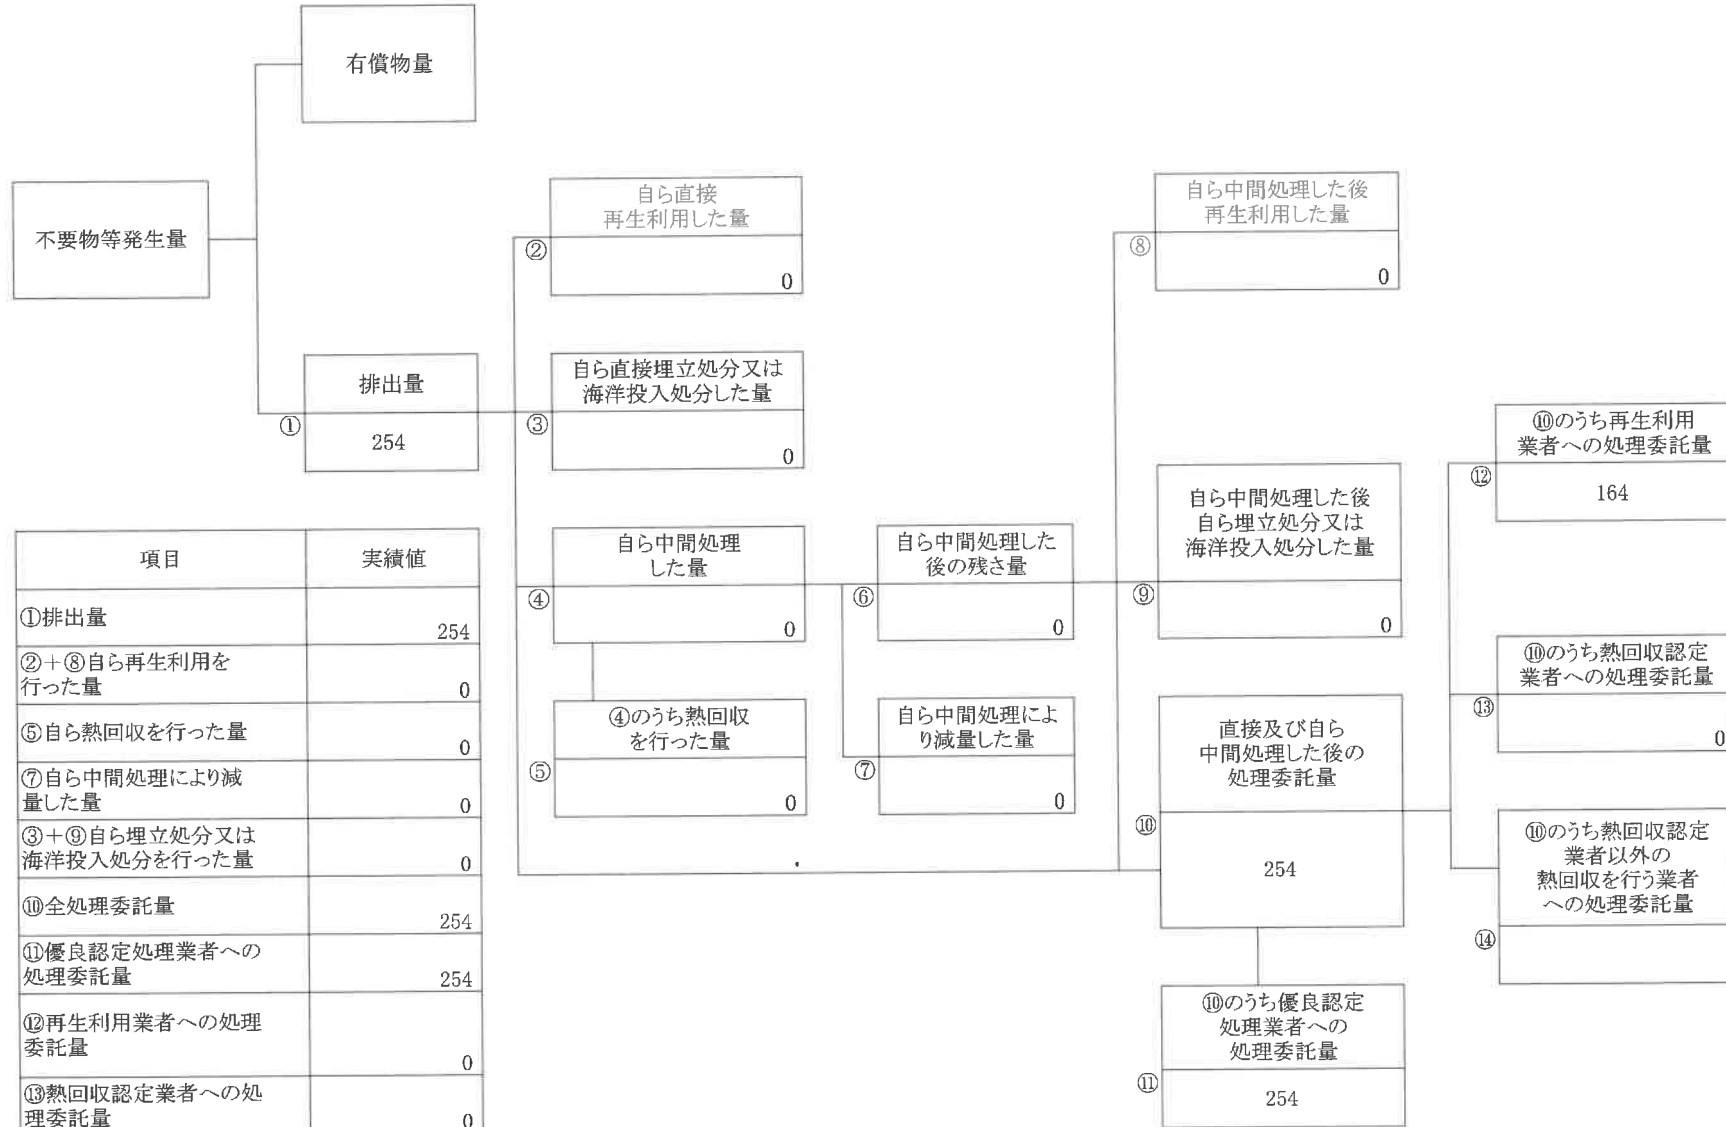 有償物量
不要物等発生量
排出量
①
254
自ら直接
再生利用した量
②
0
自ら直接埋立処分又は
海洋投入処分した量
③
0
自ら中間処理
した量
④
0
④のうち熱回収
を行った量
⑤
0
自ら中間処理した
後の残さ量
⑥
0
自ら中間処理によ
り減量した量
⑦
0
自ら中間処理した後
再生利用した量
⑧
0
自ら中間処理した後
自ら埋立処分又は
海洋投入処分した量
⑨
0
直接及び自ら
中間処理した後の
処理委託量
⑩
254
⑩のうち優良認定
処理業者への
処理委託量
⑪
254
⑩のうち再生利用
業者への処理委託量
⑫
164
⑩のうち熱回収認定
業者への処理委託量
⑬
0
⑩のうち熱回収認定
業者以外の
熱回収を行う業者
への処理委託量
⑭
項目 実績値
①排出量 254
②+⑧自ら再生利用を
行った量 0
⑤自ら熱回収を行った量 0
⑦自ら中間処理により減
量した量 0
③+⑨自ら埋立処分又は
海洋投入処分を行った量 0
⑩全処理委託量 254
⑪優良認定処理業者への
処理委託量 254
⑫再生利用業者への処理
委託量 0
⑬熱回収認定業者への処
理委託量 0